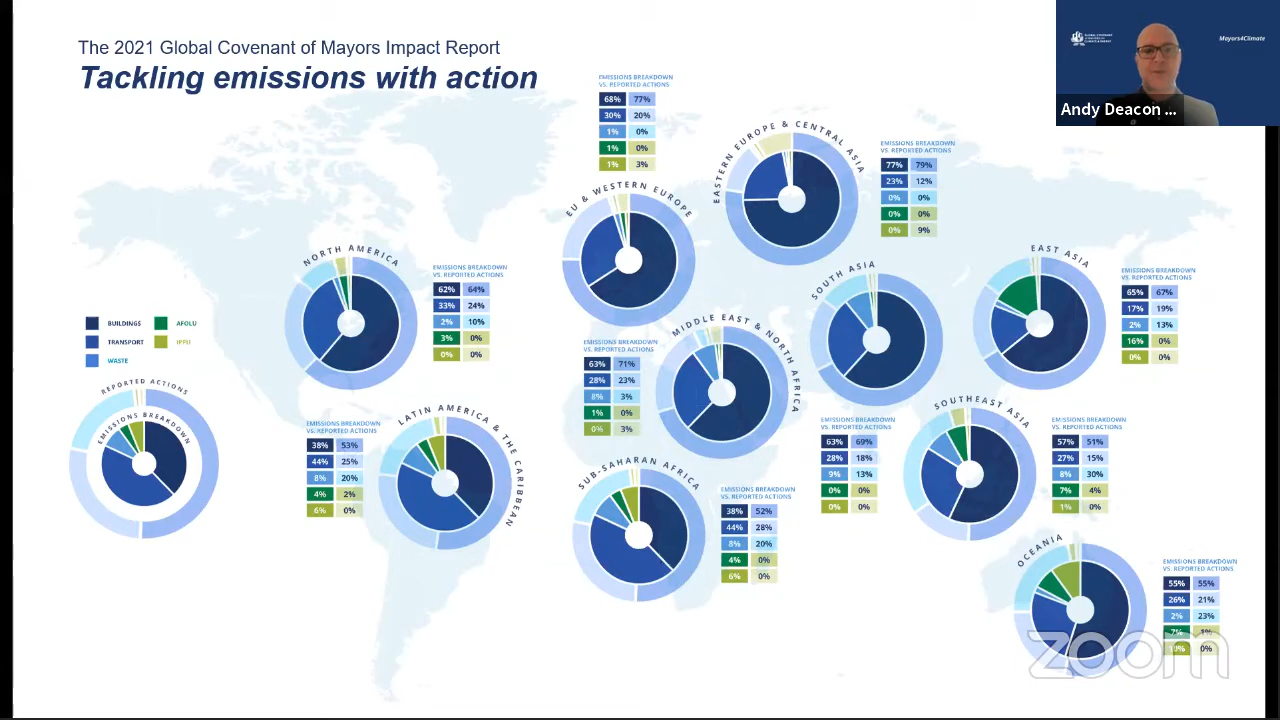 The 2021 Global Covenant of Mayors Impact Report
Tackling emissions with action
GLOBAL COVENANT
Mayors4Climate
Andy Deacon ...
EMISSIONS BREAKDOWN
VS. REPORTED ACTIONS
68% 77%
30% 20%
1% 0%
1% 0%
1% 3%
EU & WESTERN EUROPE
EASTERN EUROPE & CENTRAL ASIA
EMISSIONS BREAKDOWN
VS. REPORTED ACTIONS
77% 79%
23% 12%
0% 0%
0% 0%
0% 9%
NORTH AMERICA
EMISSIONS BREAKDOWN
VS. REPORTED ACTIONS
62% 64%
33% 24%
2% 10%
3% 0%
0% 0%
SOUTH ASIA
EAST ASIA
EMISSIONS BREAKDOWN
VS. REPORTED ACTIONS
65% 67%
17% 19%
2% 13%
16% 0%
0% 0%
BUILDINGS
AFOLU
TRANSPORT
IPPU
WASTE
MIDDLE EAST & NORTH AFRICA
EMISSIONS BREAKDOWN
VS. REPORTED ACTIONS
63% 71%
28% 23%
8% 3%
1% 0%
0% 3%
REPORTED ACTIONS
EMISSIONS BREAKDOWN
EMISSIONS BREAKDOWN
VS. REPORTED ACTIONS
38% 53%
44% 25%
8% 20%
4% 2%
6% 0%
LATIN AMERICA & THE CARIBBEAN
EMISSIONS BREAKDOWN
VS. REPORTED ACTIONS
63% 69%
28% 18%
9% 13%
0% 0%
0% 0%
SOUTHEAST ASIA
EMISSIONS BREAKDOWN
VS. REPORTED ACTIONS
57% 51%
27% 15%
8% 30%
7% 4%
1% 0%
SUB-SAHARAN AFRICA
EMISSIONS BREAKDOWN
VS. REPORTED ACTIONS
38% 52%
44% 28%
8% 20%
4% 0%
6% 0%
OCEANIA
EMISSIONS BREAKDOWN
VS. REPORTED ACTIONS
55% 55%
26% 21%
2% 23%
7% 1%
10% 0%
zoom